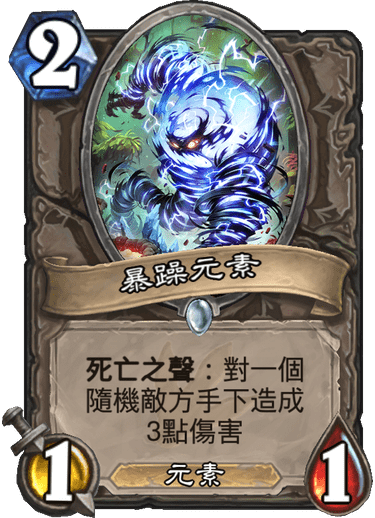 2
暴躁元素
死亡之聲：對一個
隨機敵方手下造成
3點傷害
元素
1
1